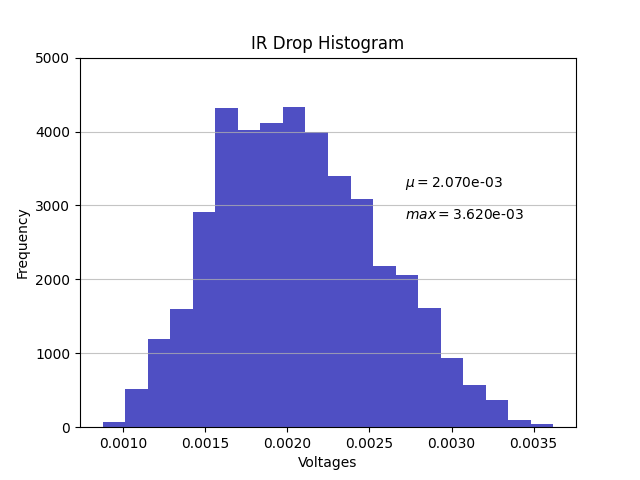 IR Drop Histogram
5000
4000
3000
2000
1000
0
Frequency
μ = 2.070e-03
max = 3.620e-03
0.0010 0.0015 0.0020 0.0025 0.0030 0.0035
Voltages